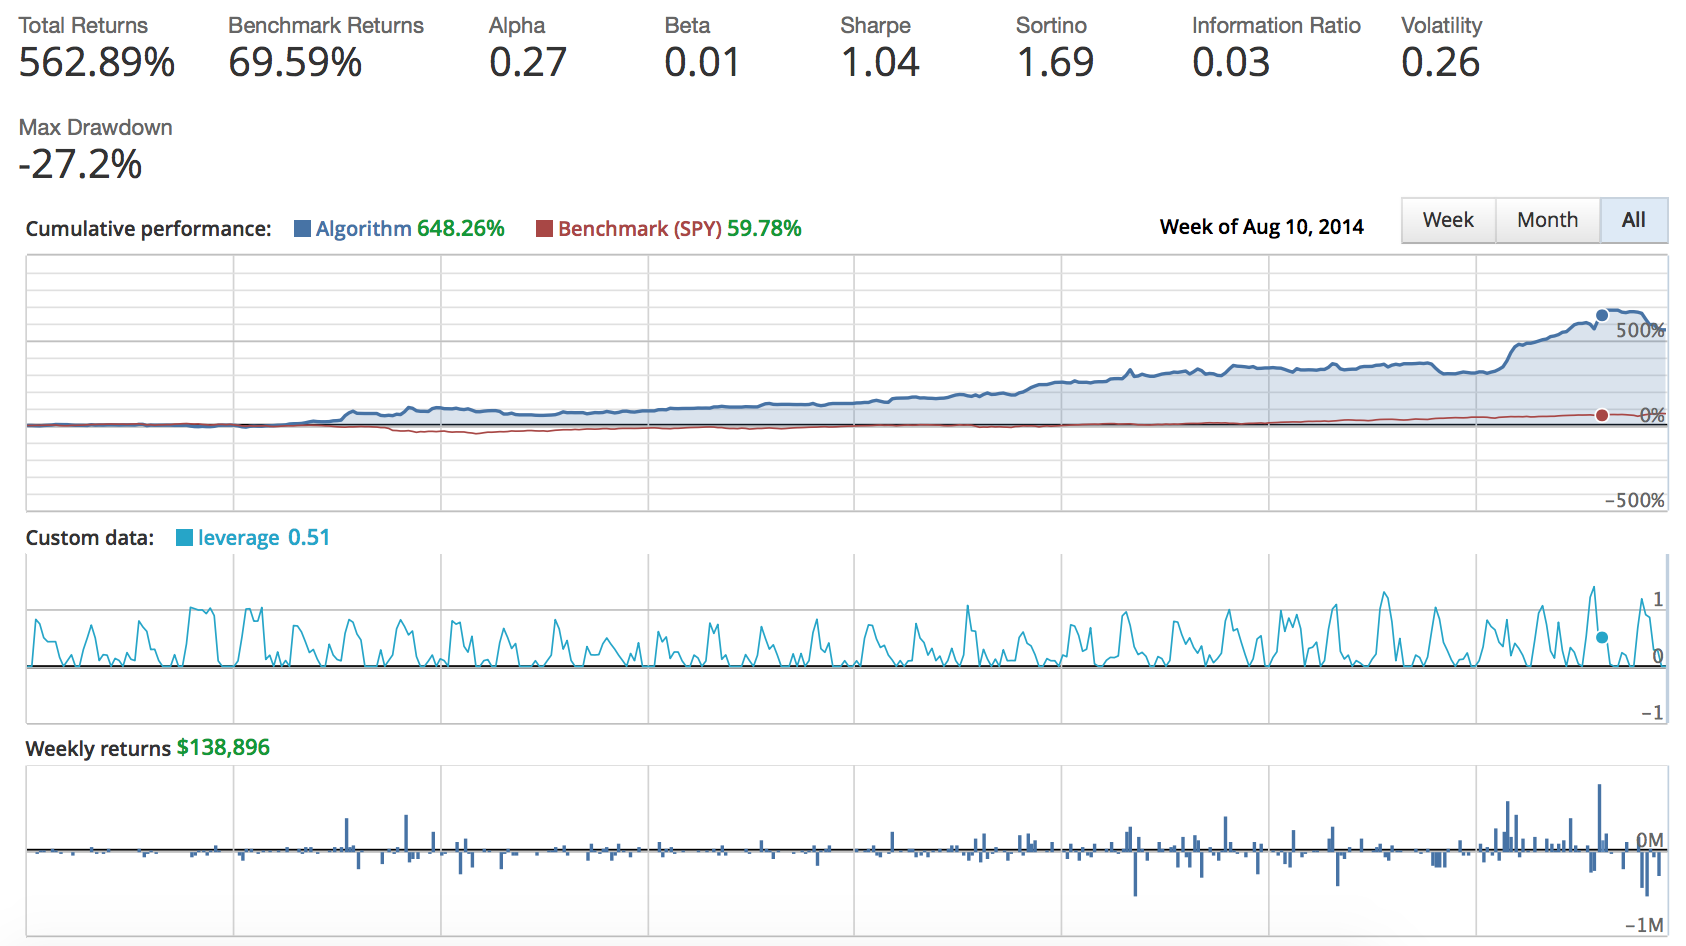 Total Returns Benchmark Returns Alpha Beta Sharpe Sortino Information Ratio Volatility
562.89% 69.59% 0.27 0.01 1.04 1.69 0.03 0.26
Max Drawdown
-27.2%
Cumulative performance: Algorithm 648.26% Benchmark (SPY) 59.78% Week of Aug 10, 2014 Week Month All
500%
0%
-500%
Custom data: leverage 0.51
1
0
-1
Weekly returns $138,896
0M
-1M